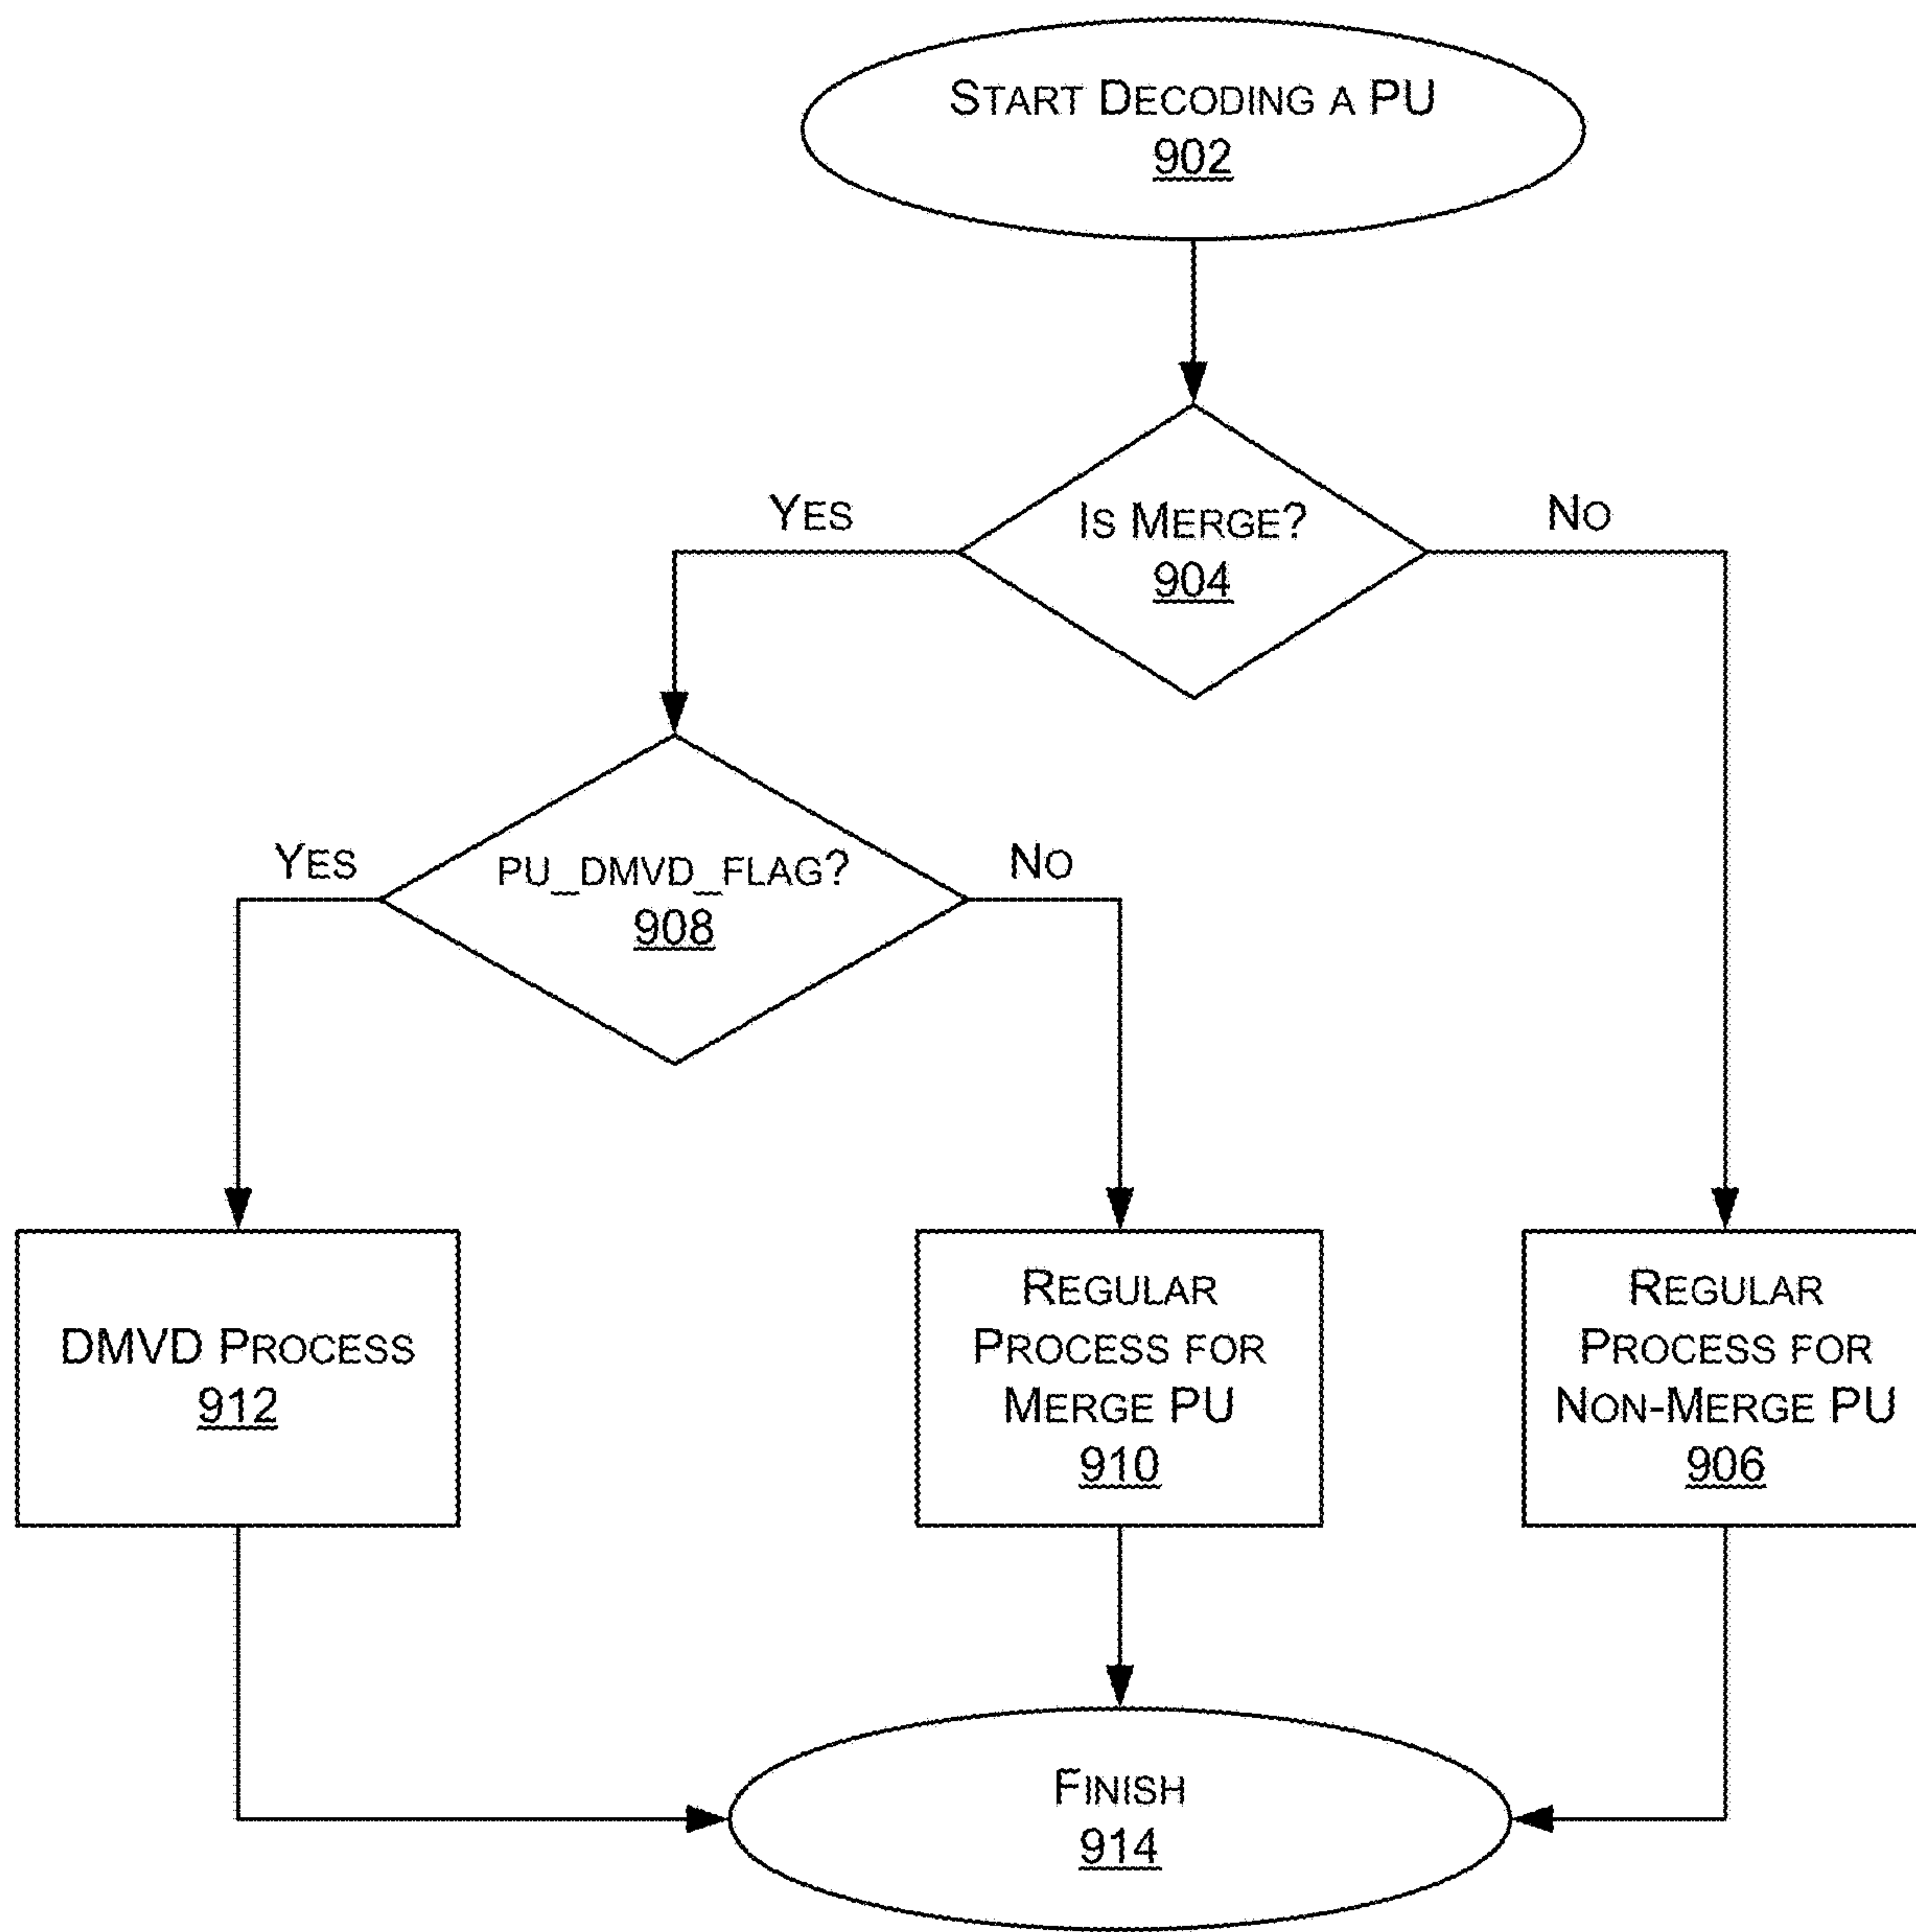 START DECODING A PU
902
YES
IS MERGE?
904
NO
YES
PU_DMVD_FLAG?
908
NO
DMVD PROCESS
912
REGULAR
PROCESS FOR
MERGE PU
910
REGULAR
PROCESS FOR
NON-MERGE PU
906
FINISH
914